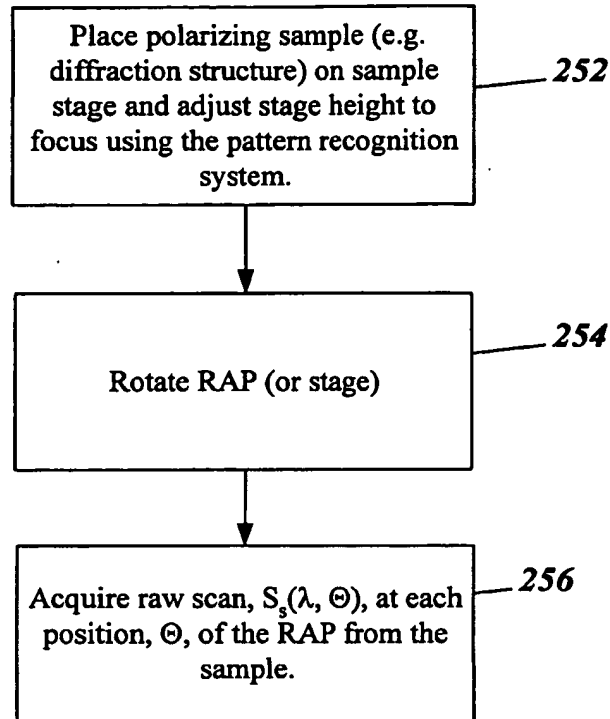 Place polarizing sample (e.g.
diffraction structure) on sample
stage and adjust stage height to
focus using the pattern recognition
system.
252
Rotate RAP (or stage)
254
Acquire raw scan, Sₛ(λ, Θ), at each
position, Θ, of the RAP from the
sample.
256